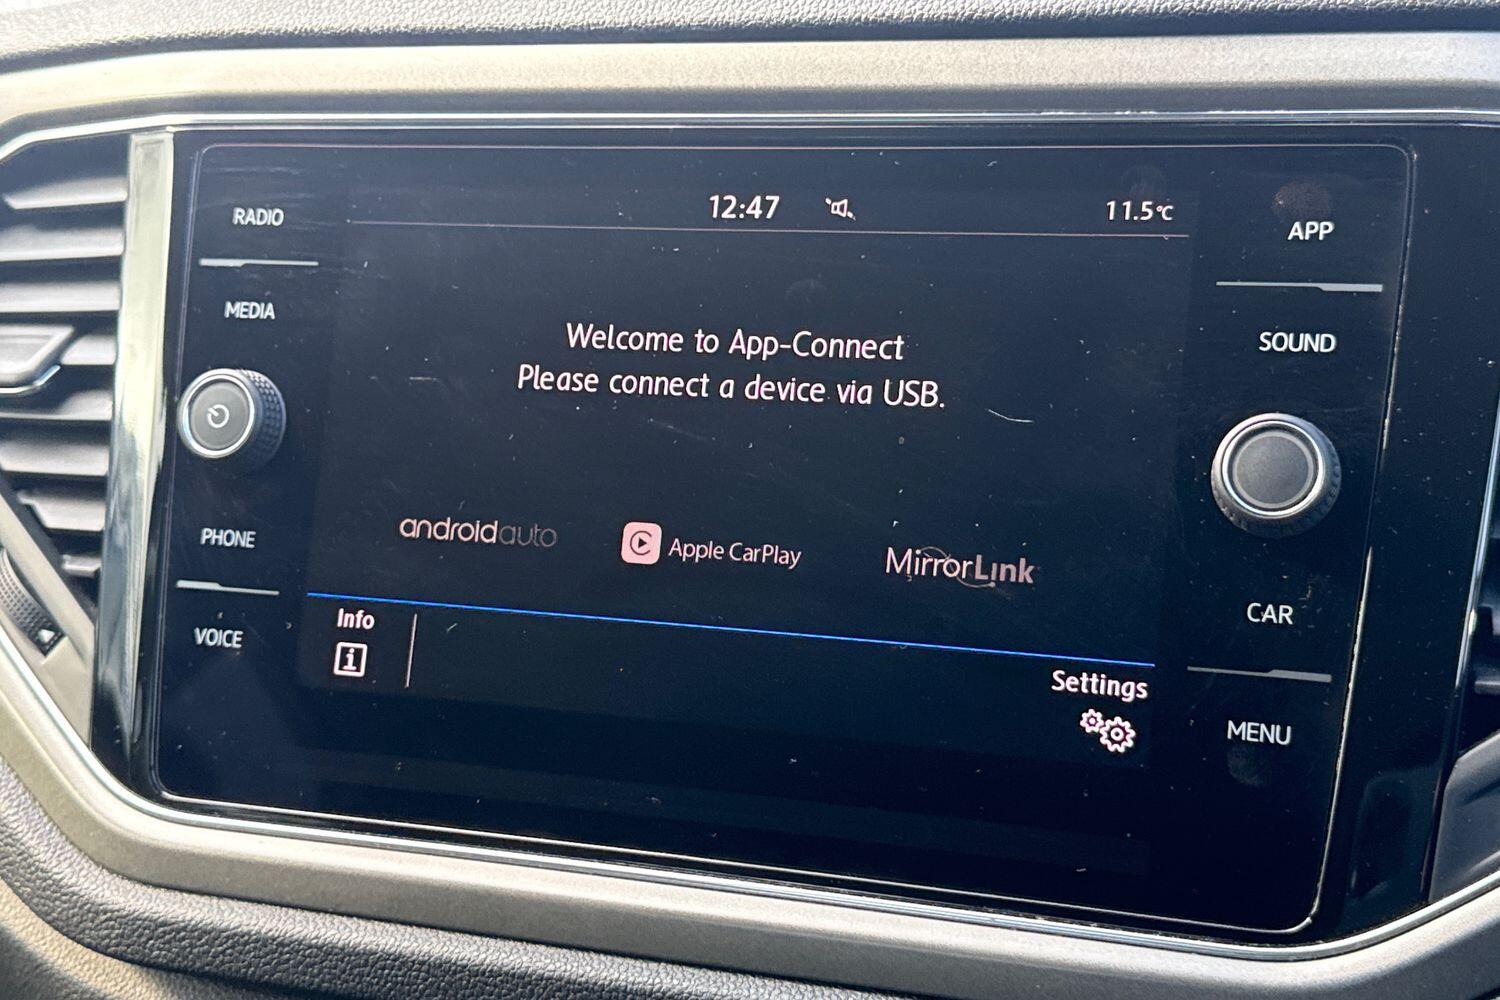 RADIO
MEDIA
PHONE
VOICE
12:47
11.5°C
Welcome to App-Connect
Please connect a device via USB.
androidauto
Apple CarPlay
MirrorLink
Info
i
Settings
APP
SOUND
CAR
MENU